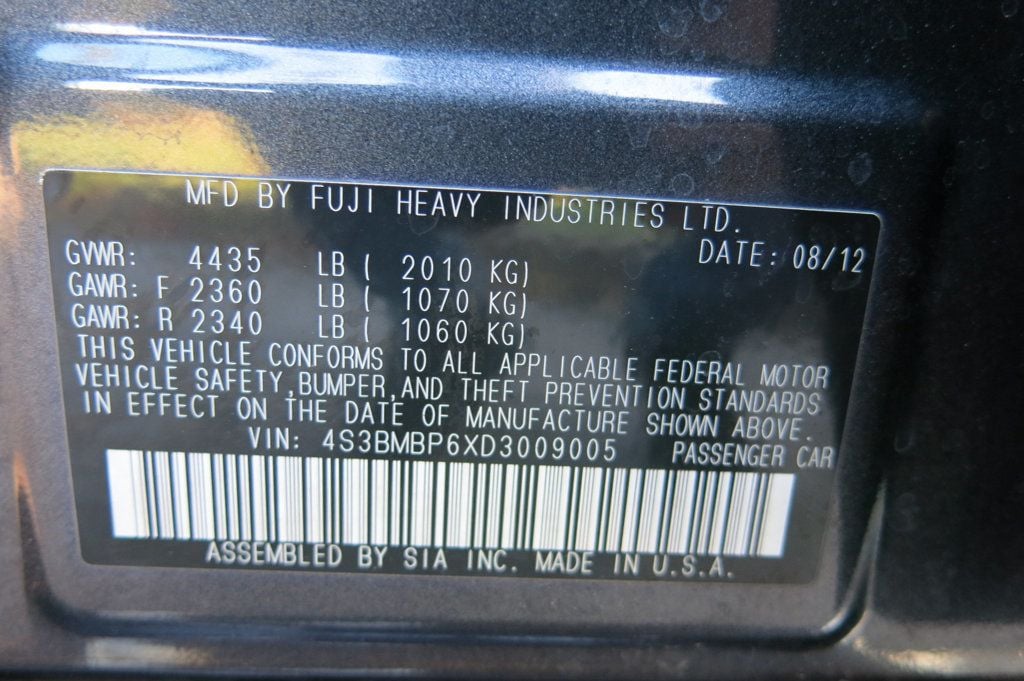 MFD BY FUJI HEAVY INDUSTRIES LTD.
DATE: 08/12
GVWR: 4435 LB ( 2010 KG)
GAWR: F 2360 LB ( 1070 KG)
GAWR: R 2340 LB ( 1060 KG)
THIS VEHICLE CONFORMS TO ALL APPLICABLE FEDERAL MOTOR
VEHICLE SAFETY,BUMPER,AND THEFT PREVENTION STANDARDS
IN EFFECT ON THE DATE OF MANUFACTURE SHOWN ABOVE.
VIN: 4S3BMBP6XD3009005 PASSENGER CAR
ASSEMBLED BY SIA INC. MADE IN U.S.A.